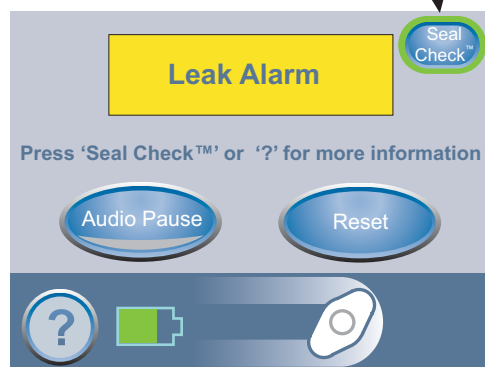 Seal
Check™
Leak Alarm
Press ‘Seal Check™’ or ‘?’ for more information
Audio Pause
Reset
?